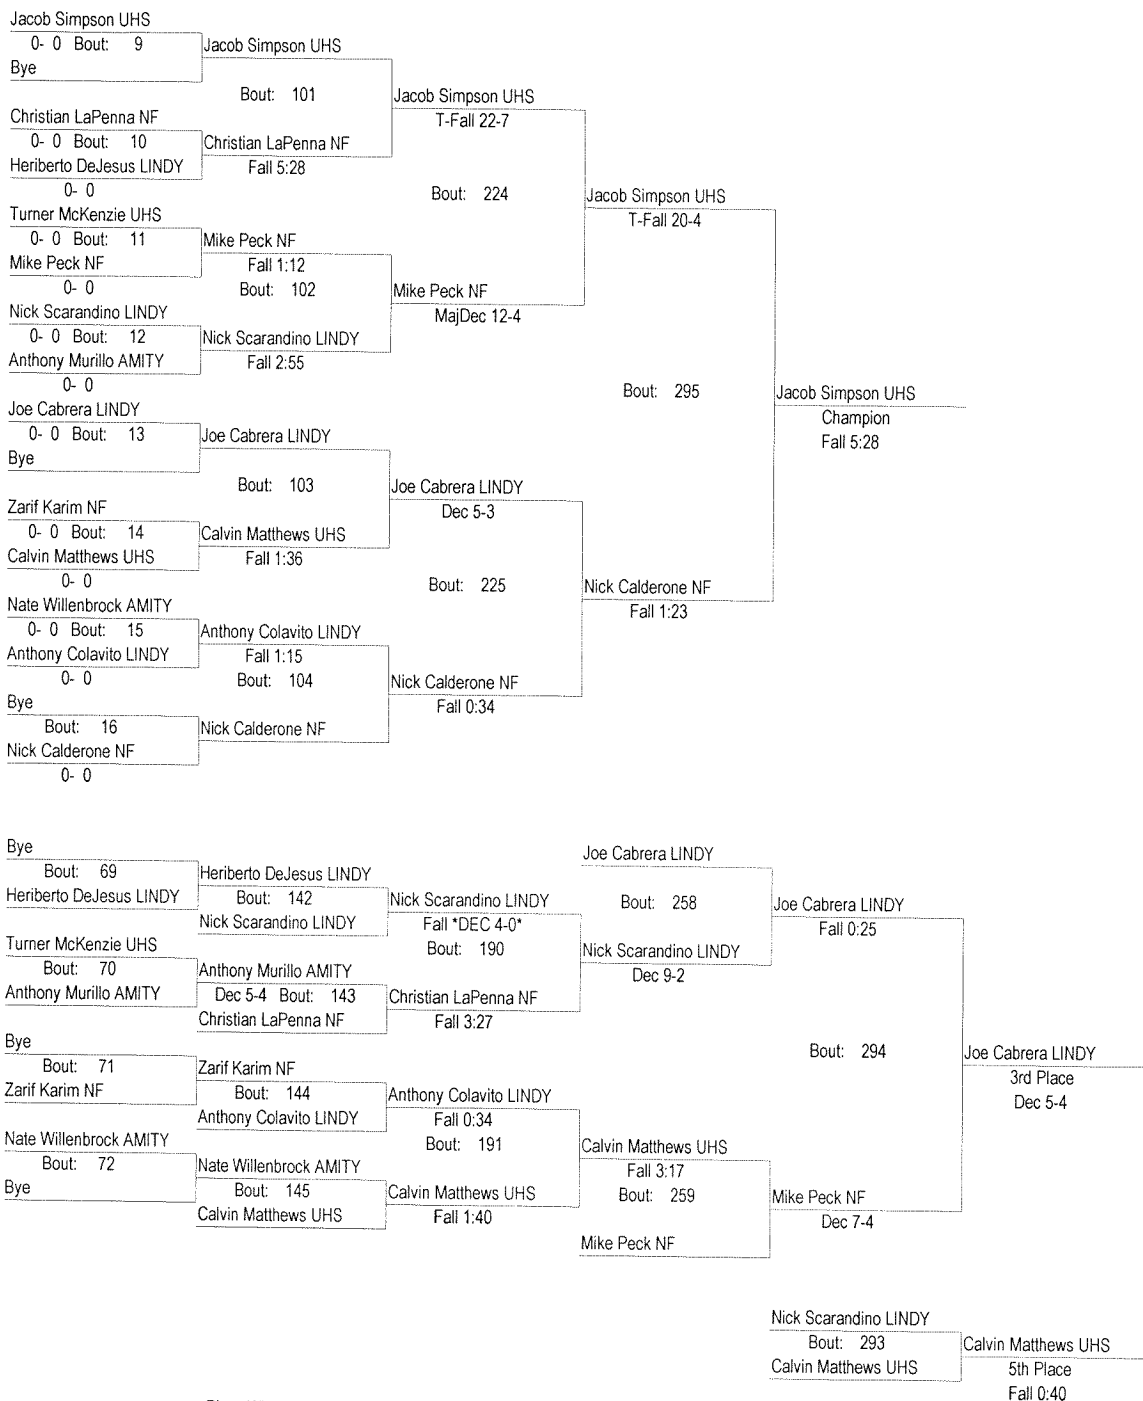 Jacob Simpson UHS
0- 0 Bout: 9
Jacob Simpson UHS
Bye
Bout: 101
Jacob Simpson UHS
T-Fall 22-7
Christian LaPenna NF
0- 0 Bout: 10
Christian LaPenna NF
Heriberto DeJesus LINDY
Fall 5:28
0- 0
Bout: 224
Jacob Simpson UHS
T-Fall 20-4
Turner McKenzie UHS
0- 0 Bout: 11
Mike Peck NF
Mike Peck NF
Fall 1:12
0- 0
Bout: 102
Mike Peck NF
MajDec 12-4
Nick Scarandino LINDY
0- 0 Bout: 12
Nick Scarandino LINDY
Anthony Murillo AMITY
Fall 2:55
0- 0
Bout: 295
Jacob Simpson UHS
Champion
Fall 5:28
Joe Cabrera LINDY
0- 0 Bout: 13
Joe Cabrera LINDY
Bye
Bout: 103
Joe Cabrera LINDY
Dec 5-3
Zarif Karim NF
0- 0 Bout: 14
Calvin Matthews UHS
Calvin Matthews UHS
Fall 1:36
0- 0
Bout: 225
Nick Calderone NF
Fall 1:23
Nate Willenbrock AMITY
0- 0 Bout: 15
Anthony Colavito LINDY
Anthony Colavito LINDY
Fall 1:15
0- 0
Bout: 104
Nick Calderone NF
Fall 0:34
Bye
Bout: 16
Nick Calderone NF
Nick Calderone NF
0- 0
Bye
Bout: 69
Heriberto DeJesus LINDY
Heriberto DeJesus LINDY
Bout: 142
Nick Scarandino LINDY
Nick Scarandino LINDY
Fall *DEC 4-0*
Bout: 190
Joe Cabrera LINDY
Bout: 258
Joe Cabrera LINDY
Fall 0:25
Turner McKenzie UHS
Bout: 70
Anthony Murillo AMITY
Anthony Murillo AMITY
Dec 5-4 Bout: 143
Christian LaPenna NF
Christian LaPenna NF
Fall 3:27
Nick Scarandino LINDY
Dec 9-2
Bout: 294
Joe Cabrera LINDY
3rd Place
Dec 5-4
Bye
Bout: 71
Zarif Karim NF
Zarif Karim NF
Bout: 144
Anthony Colavito LINDY
Anthony Colavito LINDY
Fall 0:34
Bout: 191
Calvin Matthews UHS
Fall 3:17
Bout: 259
Mike Peck NF
Dec 7-4
Nate Willenbrock AMITY
Bout: 72
Bye
Nate Willenbrock AMITY
Bout: 145
Calvin Matthews UHS
Calvin Matthews UHS
Fall 1:40
Mike Peck NF
Nick Scarandino LINDY
Bout: 293
Calvin Matthews UHS
Calvin Matthews UHS
5th Place
Fall 0:40